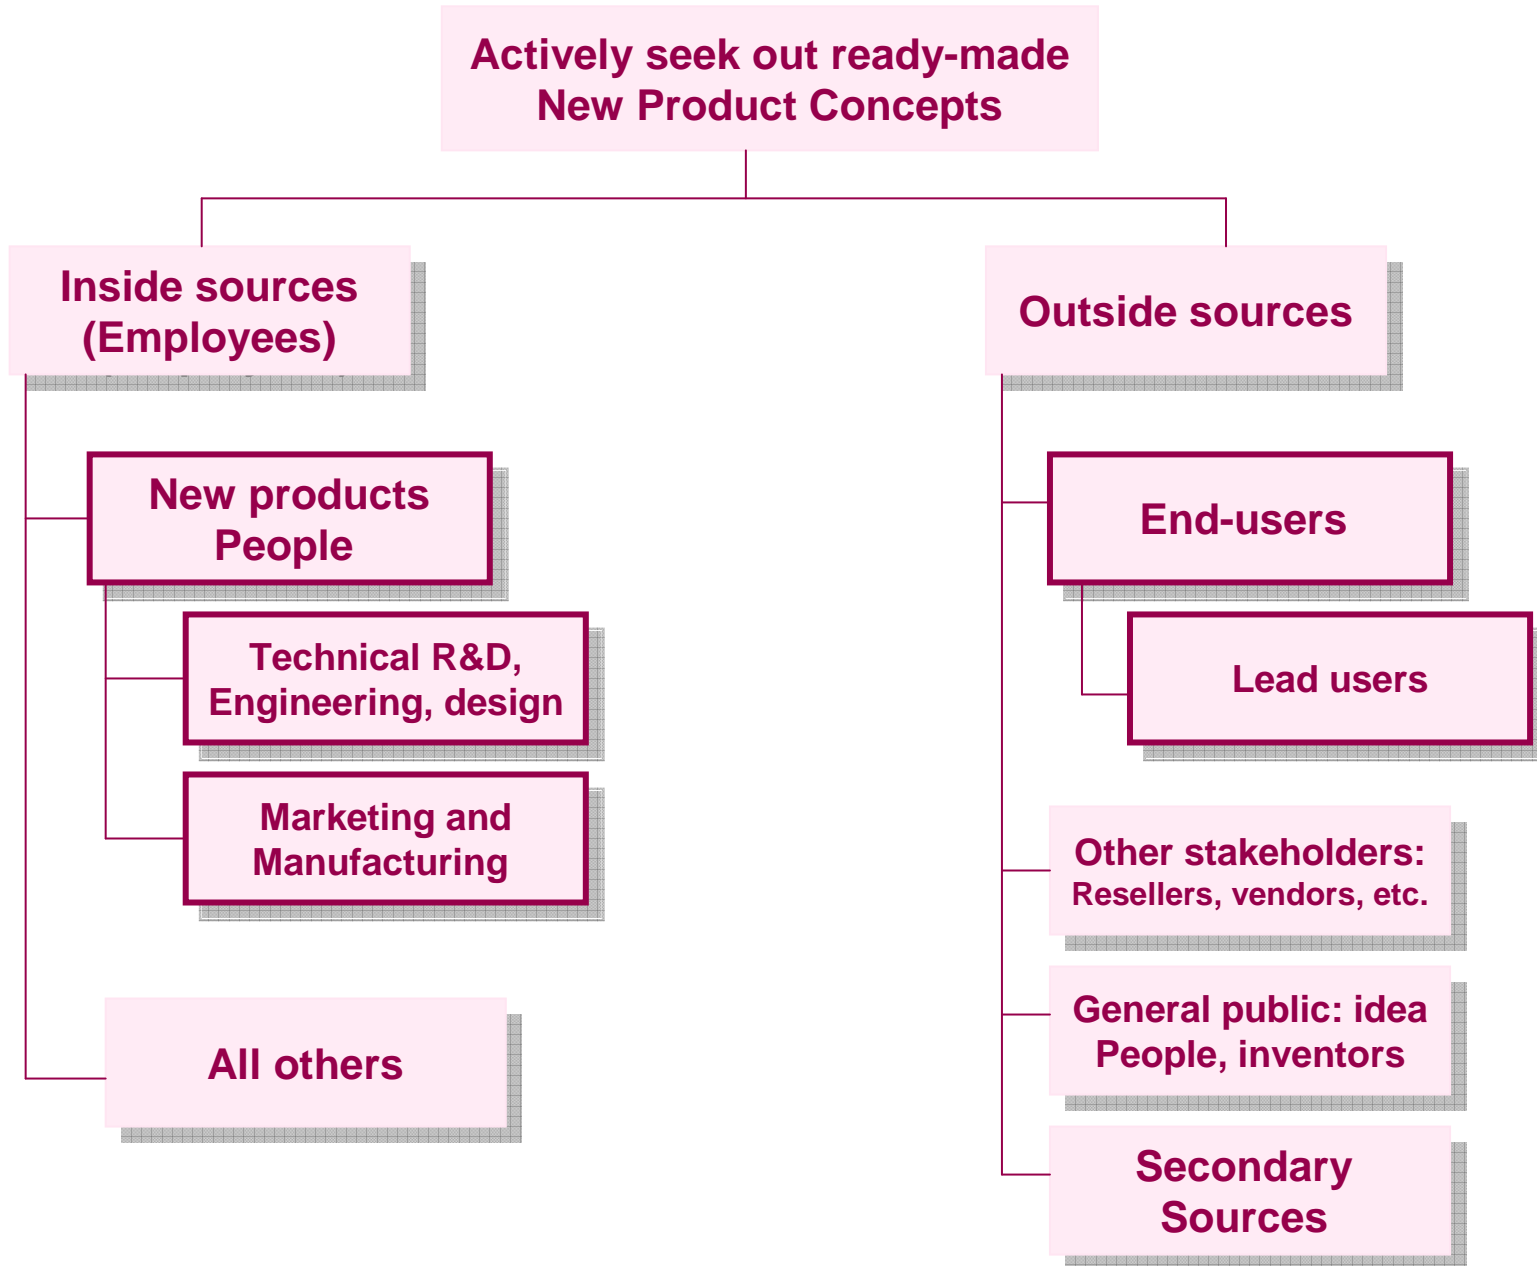 Actively seek out ready-made
New Product Concepts
Inside sources
(Employees)
New products
People
Technical R&D,
Engineering, design
Marketing and
Manufacturing
All others
Outside sources
End-users
Lead users
Other stakeholders:
Resellers, vendors, etc.
General public: idea
People, inventors
Secondary
Sources